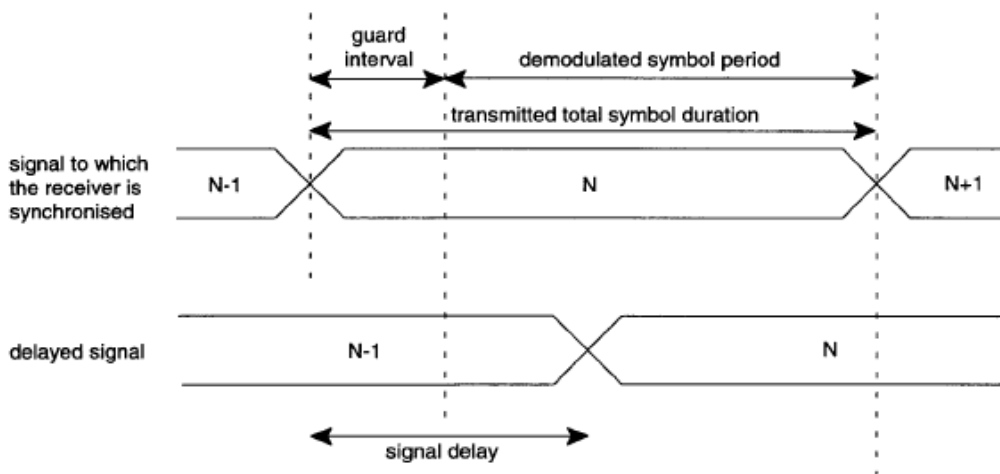 guard
interval
demodulated symbol period
transmitted total symbol duration
signal to which
the receiver is
synchronised
N-1
N
N+1
delayed signal
N-1
N
signal delay